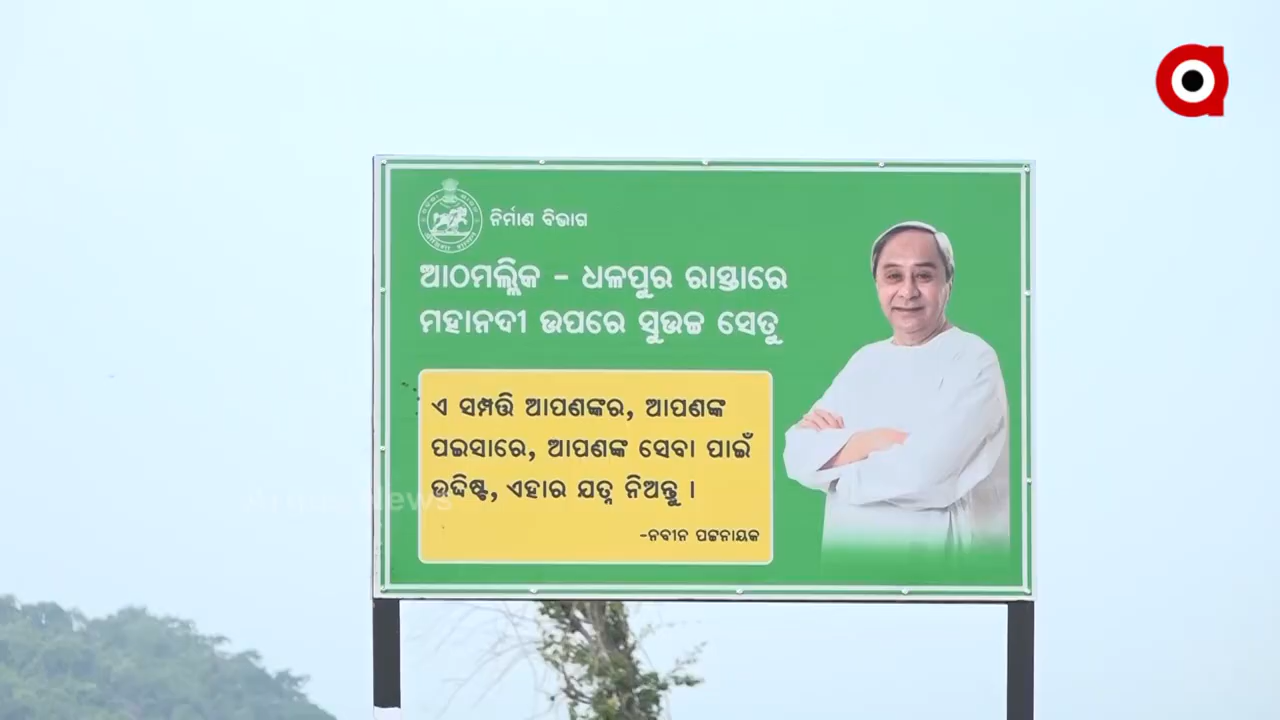 ନିର୍ମାଣ ବିଭାଗ
ଆଠମଲ୍ଲିକ - ଧଳପୁର ରାସ୍ତାରେ
ମହାନଦୀ ଉପରେ ସୁଉଚ୍ଚ ସେତୁ
ଏ ସମ୍ପତ୍ତି ଆପଣଙ୍କର, ଆପଣଙ୍କ
ପଇସାରେ, ଆପଣଙ୍କ ସେବା ପାଇଁ
ଉଦ୍ଦିଷ୍ଟ, ଏହାର ଯତ୍ନ ନିଅନ୍ତୁ ।
-ନବୀନ ପଟ୍ଟନାୟକ
News